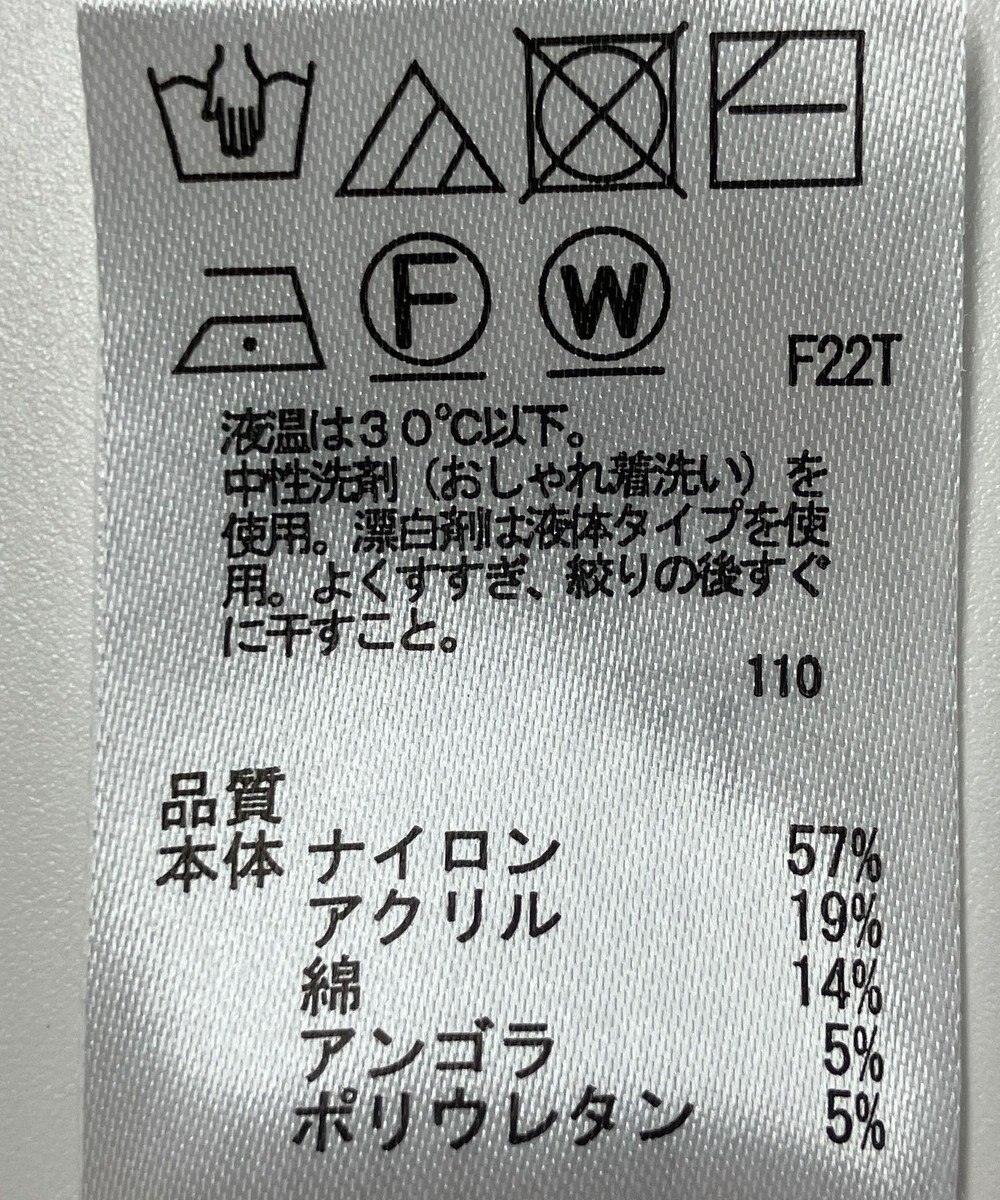 F W
F22T
液温は30℃以下。
中性洗剤（おしゃれ着洗い）を
使用。漂白剤は液体タイプを使
用。よくすすぎ、絞りの後すぐ
に干すこと。
110
品質
本体 ナイロン 57%
アクリル 19%
綿 14%
アンゴラ 5%
ポリウレタン 5%